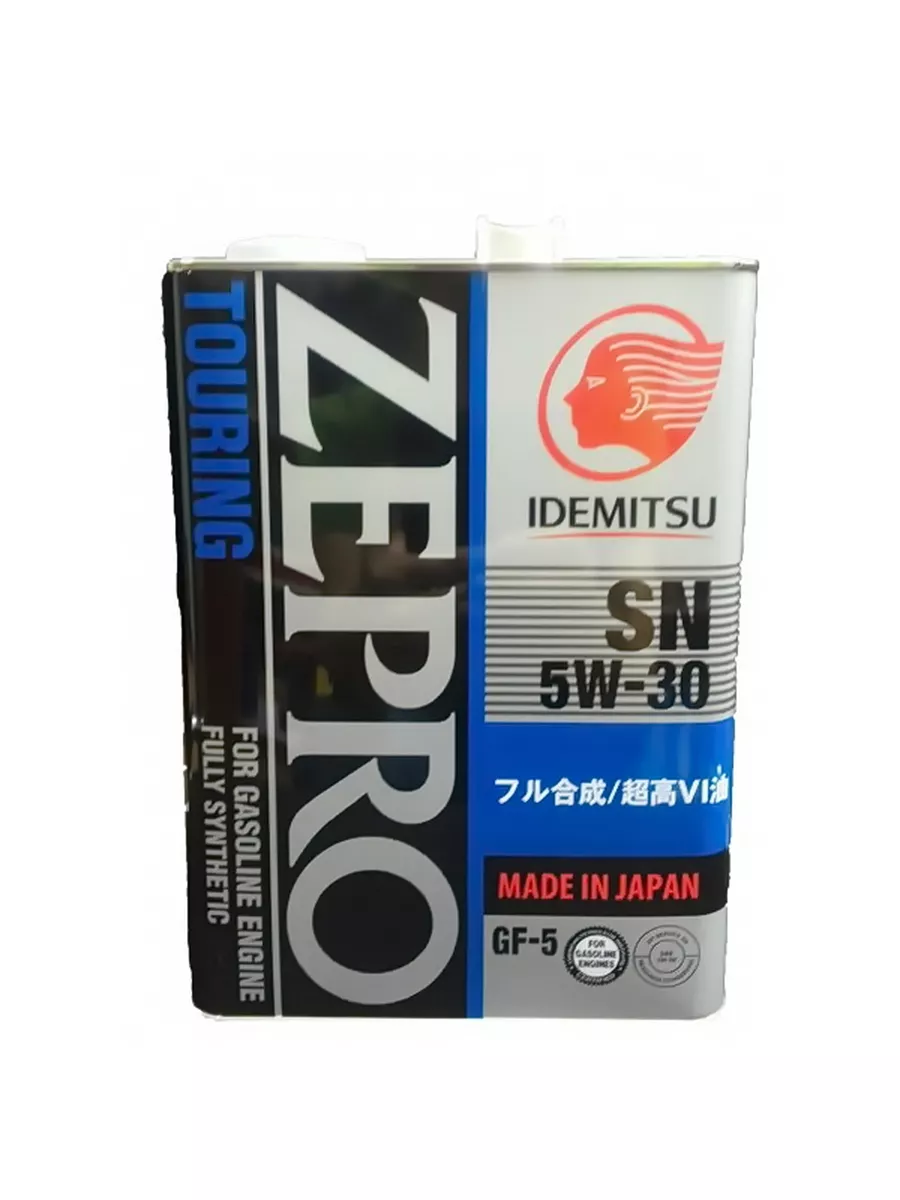 TOURING
FOR GASOLINE ENGINE
FULLY SYNTHETIC
ZEPRO
IDEMITSU
SN
5W-30
フル合成/超高VI油
MADE IN JAPAN
GF-5
FOR
GASOLINE
ENGINES